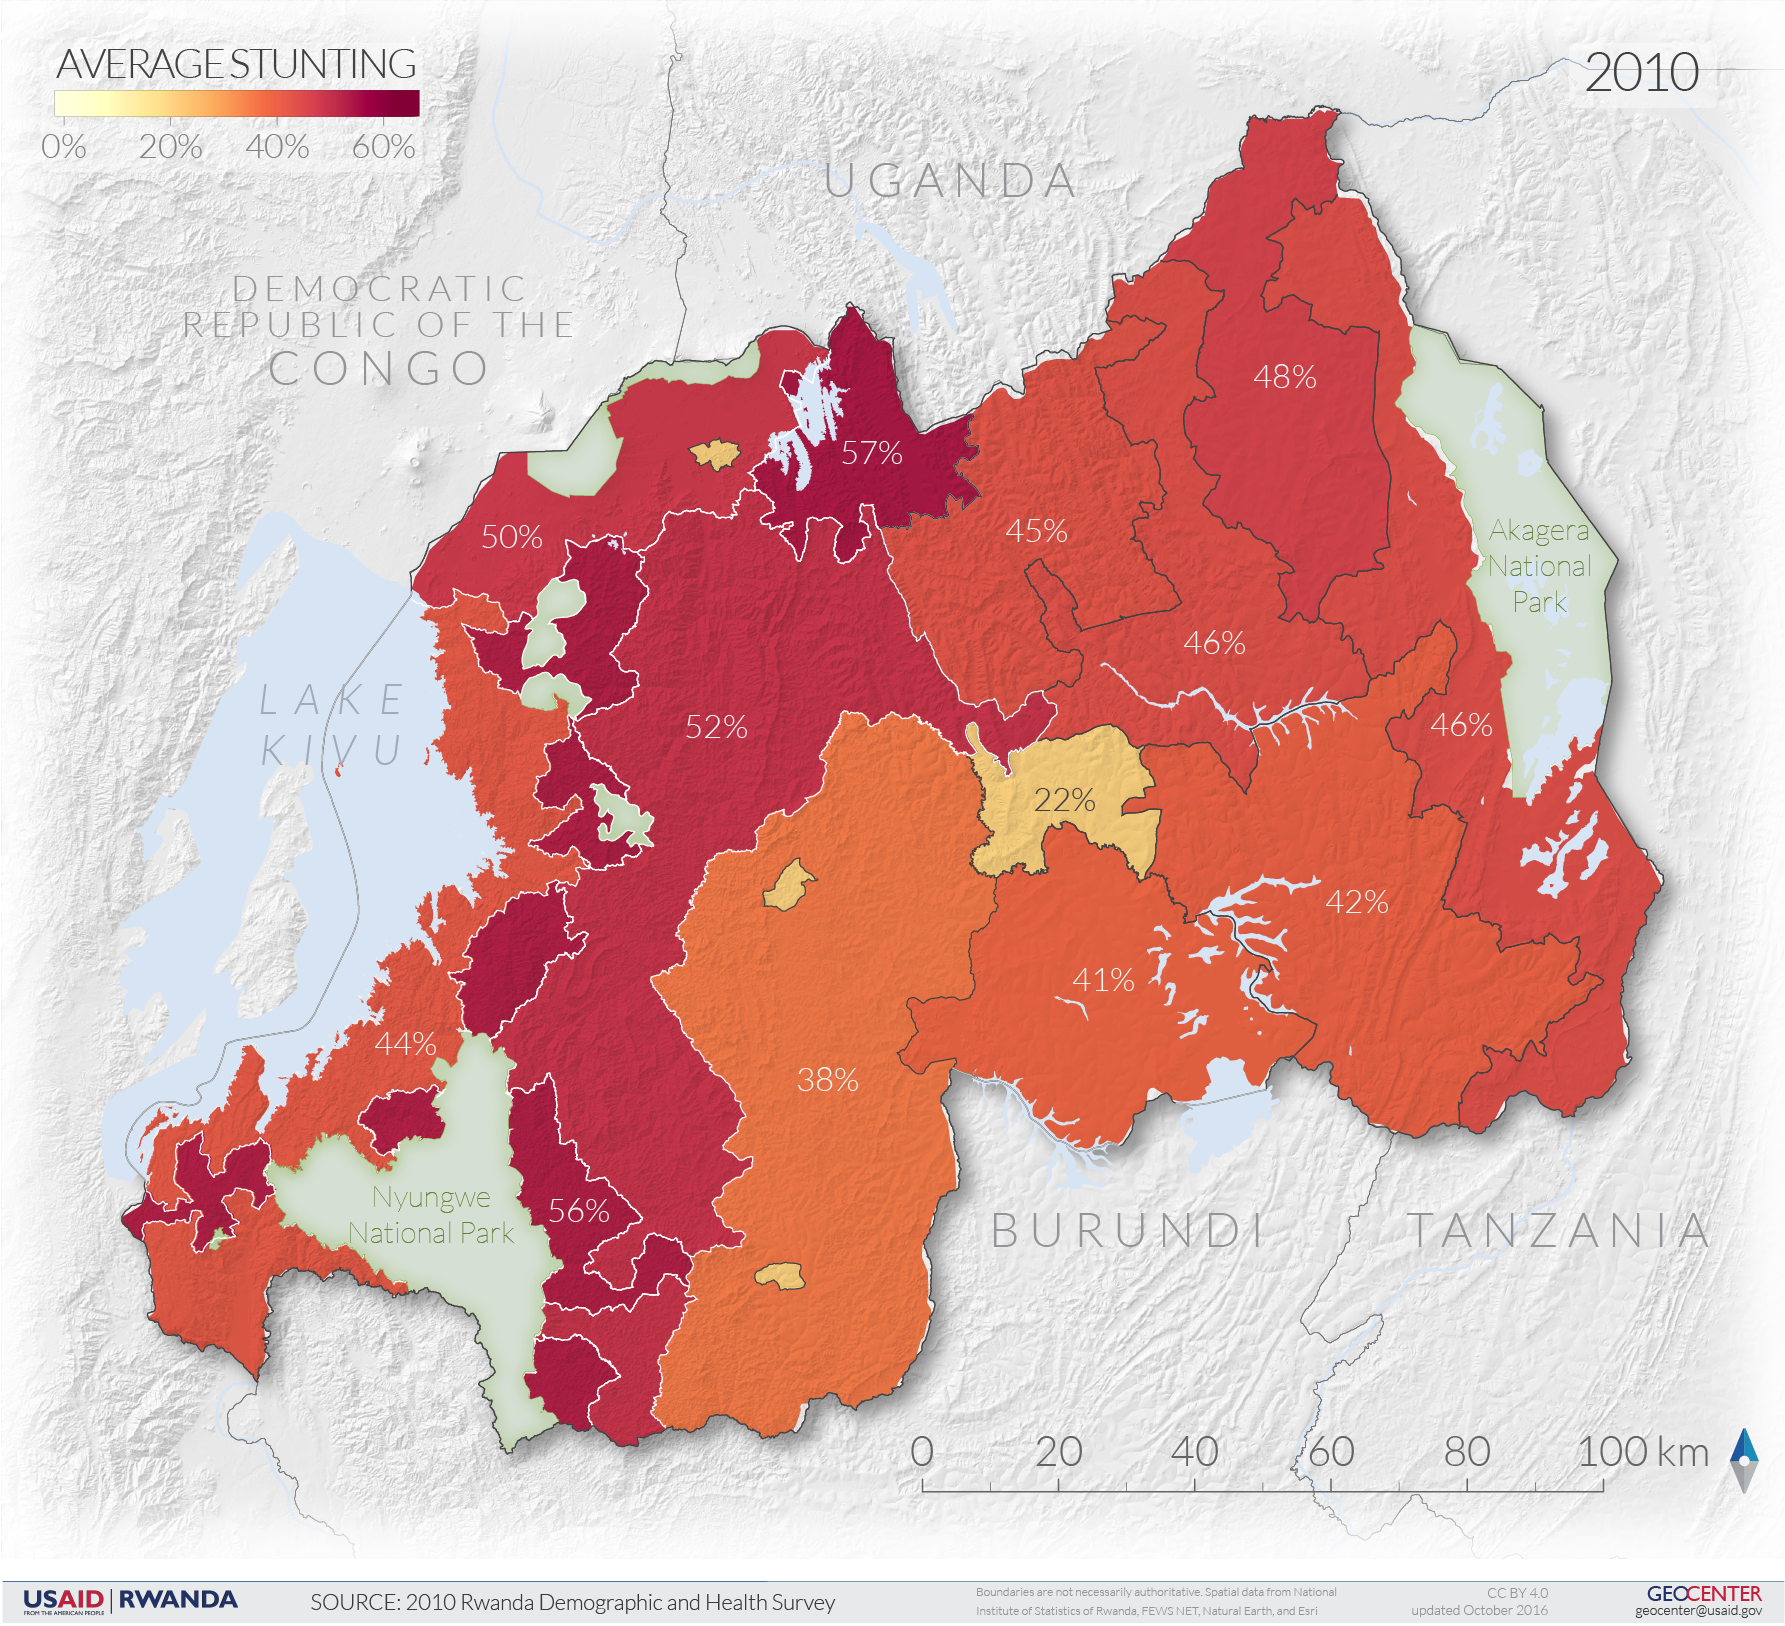 AVERAGE STUNTING
0% 20% 40% 60%
2010
UGANDA
DEMOCRATIC
REPUBLIC OF THE
CONGO
48%
57%
50%
45%
Akagera
National
Park
46%
LAKE
KIVU
52%
46%
22%
42%
41%
44%
38%
Nyungwe
National Park
56%
BURUNDI
TANZANIA
0 20 40 60 80 100 km
USAID | RWANDA
FROM THE AMERICAN PEOPLE
SOURCE: 2010 Rwanda Demographic and Health Survey
Boundaries are not necessarily authoritative. Spatial data from National
Institute of Statistics of Rwanda, FEWS NET, Natural Earth, and Esri
CC BY 4.0
updated October 2016
GEOCENTER
geocenter@usaid.gov